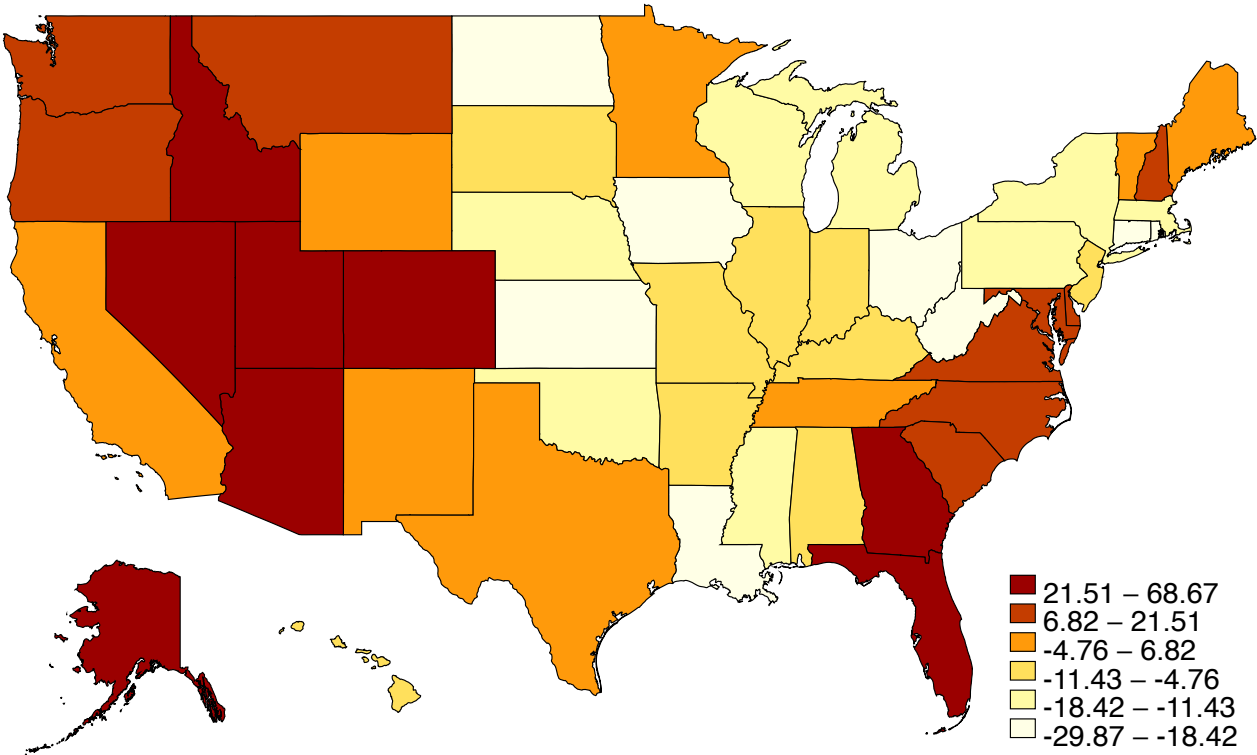 21.51 – 68.67
6.82 – 21.51
-4.76 – 6.82
-11.43 – -4.76
-18.42 – -11.43
-29.87 – -18.42